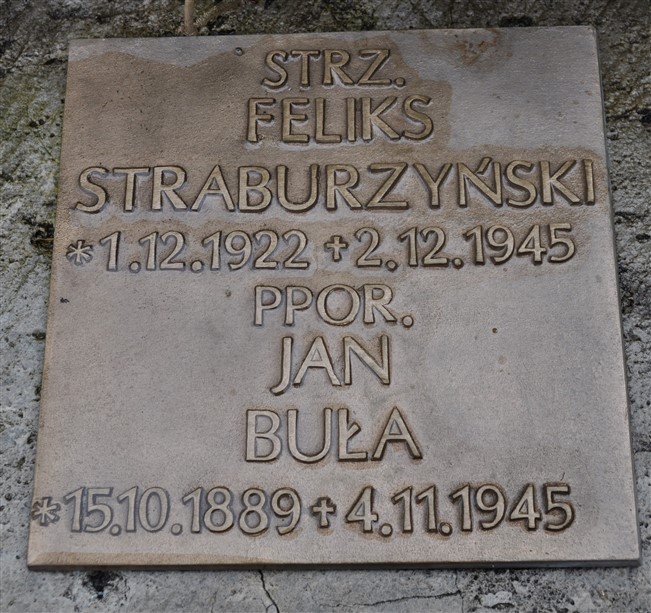 STRZ.
FELIKS
STRABURZYŃSKI
*1.12.1922 + 2.12.1945
PPOR.
JAN
BUŁA
*15.10.1889 + 4.11.1945